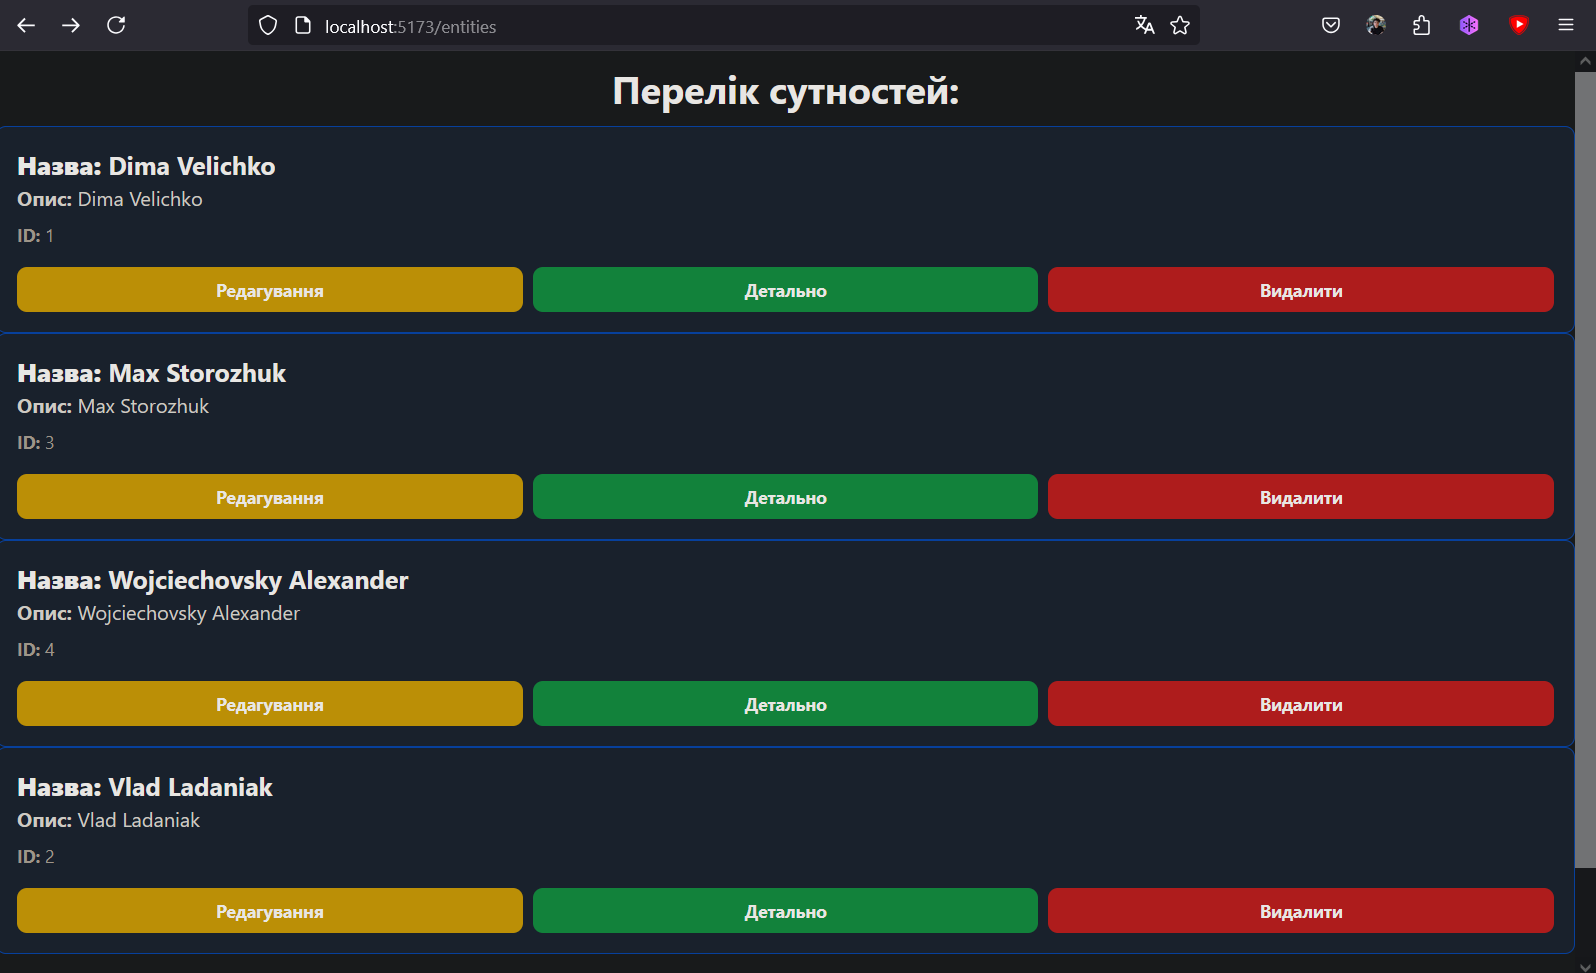 localhost:5173/entities
Перелік сутностей:
Назва: Dima Velichko
Опис: Dima Velichko
ID: 1
Редагування Детально Видалити
Назва: Max Storozhuk
Опис: Max Storozhuk
ID: 3
Редагування Детально Видалити
Назва: Wojciechovsky Alexander
Опис: Wojciechovsky Alexander
ID: 4
Редагування Детально Видалити
Назва: Vlad Ladaniak
Опис: Vlad Ladaniak
ID: 2
Редагування Детально Видалити